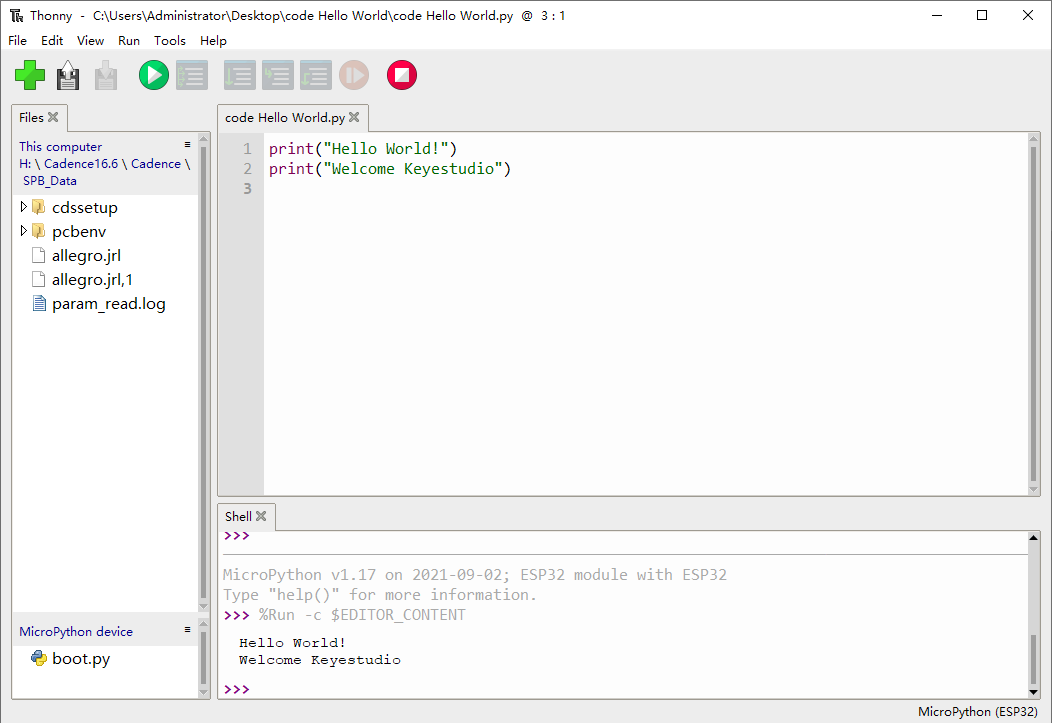 Thonny - C:\Users\Administrator\Desktop\code Hello World\code Hello World.py @ 3 : 1
File Edit View Run Tools Help
Files
This computer
H: \ Cadence16.6 \ Cadence \
SPB_Data
cdssetup
pcbenv
allegro.jrl
allegro.jrl,1
param_read.log
MicroPython device
boot.py
code Hello World.py
1 print("Hello World!")
2 print("Welcome Keyestudio")
3
Shell
>>>
MicroPython v1.17 on 2021-09-02; ESP32 module with ESP32
Type "help()" for more information.
>>> %Run -c $EDITOR_CONTENT
Hello World!
Welcome Keyestudio
>>>
MicroPython (ESP32)